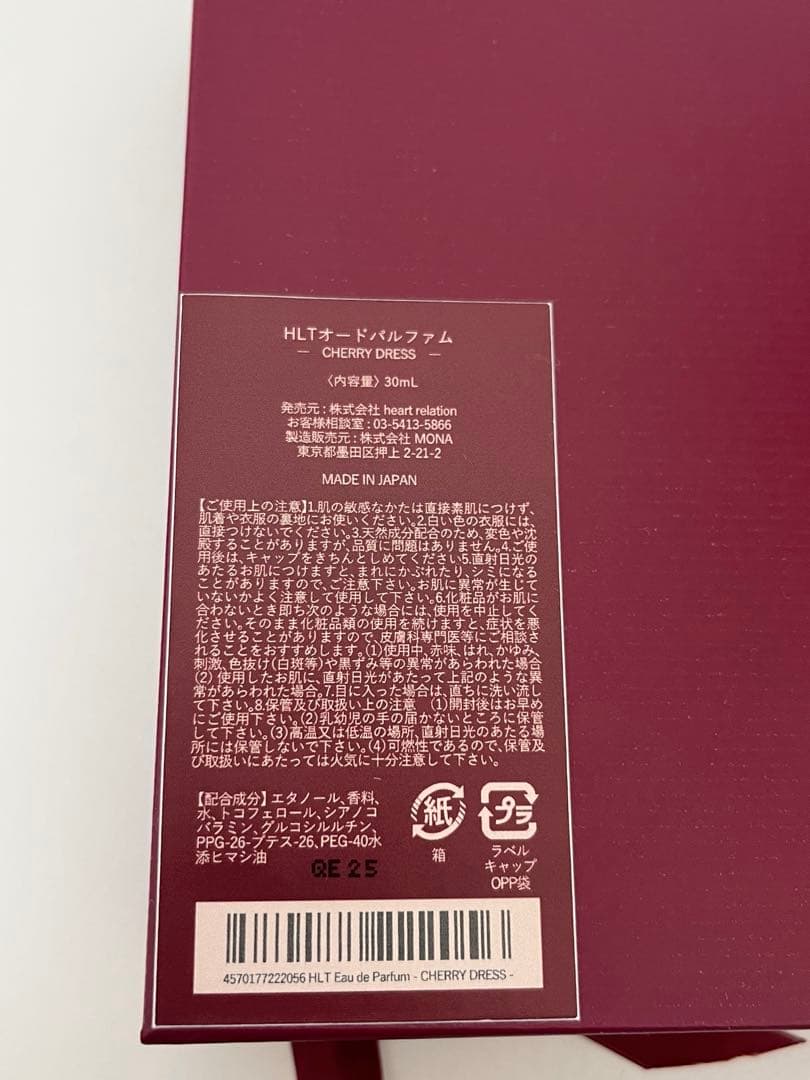 HLTオードパルファム
— CHERRY DRESS —
〈内容量〉30mL
発売元 : 株式会社 heart relation
お客様相談室 : 03-5413-5866
製造販売元 : 株式会社 MONA
東京都墨田区押上 2-21-2
MADE IN JAPAN
【ご使用上の注意】1.肌の敏感なかたは直接素肌につけず、
肌着や衣服の裏地にお使いください。2.白い色の衣服には、
直接つけないでください。3.天然成分配合のため、変色や沈
殿することがありますが、品質に問題はありません。4.ご使
用後は、キャップをきちんとしめてください5.直射日光の
あたるお肌につけますと、まれにかぶれたり、シミになる
ことがありますので、ご注意下さい。お肌に異常が生じて
いないかよく注意して使用して下さい。6.化粧品がお肌に
合わないとき即ち次のような場合には、使用を中止してく
ださい。そのまま化粧品類の使用を続けますと、症状を悪
化させることがありますので、皮膚科専門医等にご相談さ
れることをおすすめします。(1)使用中、赤味、はれ、かゆみ、
刺激、色抜け(白斑等)や黒ずみ等の異常があらわれた場合
(2) 使用したお肌に、直射日光があたって上記のような異
常があらわれた場合。7.目に入った場合は、直ちに洗い流し
て下さい。8.保管及び取扱い上の注意 (1)開封後はお早め
にご使用下さい。(2)乳幼児の手の届かないところに保管
して下さい。(3)高温又は低温の場所、直射日光のあたる場
所には保管しないで下さい。(4)可燃性であるので、保管及
び取扱いにあたっては火気に十分注意して下さい。
【配合成分】エタノール、香料、
水、トコフェロール、シアノコ
バラミン、グルコシルルチン、
PPG-26-ブテス-26、PEG-40水
添ヒマシ油
QE 25
紙
箱
プラ
ラベル
キャップ
OPP袋
4570177222056 HLT Eau de Parfum - CHERRY DRESS -